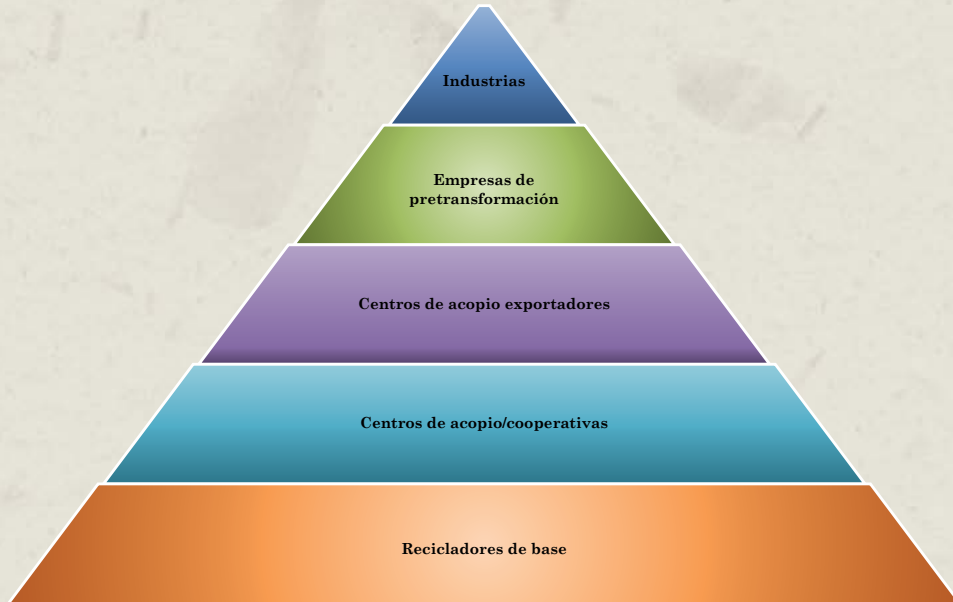 Industrias
Empresas de
pretransformación
Centros de acopio exportadores
Centros de acopio/cooperativas
Recicladores de base